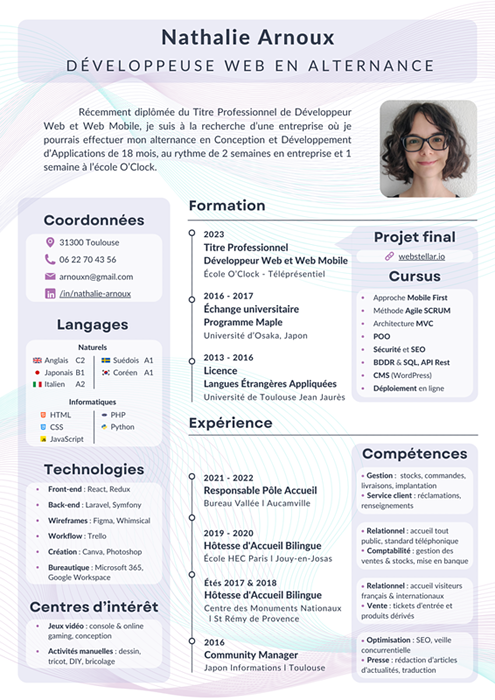 Nathalie Arnoux
DÉVELOPPEUSE WEB EN ALTERNANCE
Récemment diplômée du Titre Professionnel de Développeur
Web et Web Mobile, je suis à la recherche d'une entreprise où je
pourrais effectuer mon alternance en Conception et Développement
d'Applications de 18 mois, au rythme de 2 semaines en entreprise et 1
semaine à l'école O'Clock.
Coordonnées
31300 Toulouse
06 22 70 43 56
arnouxn@gmail.com
/in/nathalie-arnoux
Langages
Naturels
Anglais C2
Japonais B1
Italien A2
Suédois A1
Coréen A1
Informatiques
HTML
CSS
JavaScript
PHP
Python
Technologies
• Front-end : React, Redux
• Back-end : Laravel, Symfony
• Wireframes : Figma, Whimsical
• Workflow : Trello
• Création : Canva, Photoshop
• Bureautique : Microsoft 365,
Google Workspace
Centres d'intérêt
• Jeux vidéo : console & online
gaming, conception
• Activités manuelles : dessin,
tricot, DIY, bricolage
Formation
2023
Titre Professionnel
Développeur Web et Web Mobile
École O'Clock - Téléprésentiel
2016 - 2017
Échange universitaire
Programme Maple
Université d'Osaka, Japon
2013 - 2016
Licence
Langues Étrangères Appliquées
Université de Toulouse Jean Jaurès
Projet final
webstellar.io
Cursus
• Approche Mobile First
• Méthode Agile SCRUM
• Architecture MVC
• POO
• Sécurité et SEO
• BDDR & SQL, API Rest
• CMS (WordPress)
• Déploiement en ligne
Expérience
2021 - 2022
Responsable Pôle Accueil
Bureau Vallée I Aucamville
2019 - 2020
Hôtesse d'Accueil Bilingue
École HEC Paris I Jouy-en-Josas
Étés 2017 & 2018
Hôtesse d'Accueil Bilingue
Centre des Monuments Nationaux
I St Rémy de Provence
2016
Community Manager
Japon Informations I Toulouse
Compétences
• Gestion : stocks, commandes,
livraisons, implantation
• Service client : réclamations,
renseignements
• Relationnel : accueil tout
public, standard téléphonique
• Comptabilité : gestion des
ventes & stocks, mise en banque
• Relationnel : accueil visiteurs
français & internationaux
• Vente : tickets d'entrée et
produits dérivés
• Optimisation : SEO, veille
concurrentielle
• Presse : rédaction d'articles
d'actualités, traduction